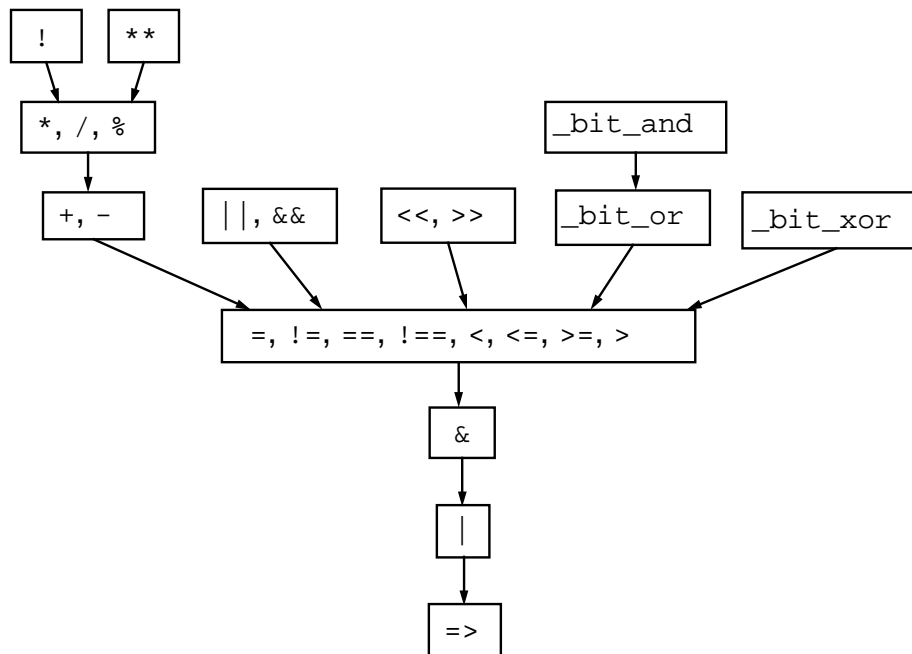 ! **
*, /, % _bit_and
+, - ||, && <<, >> _bit_or _bit_xor
=, !=, ==, !==, <, <=, >=, >
&
|
=>